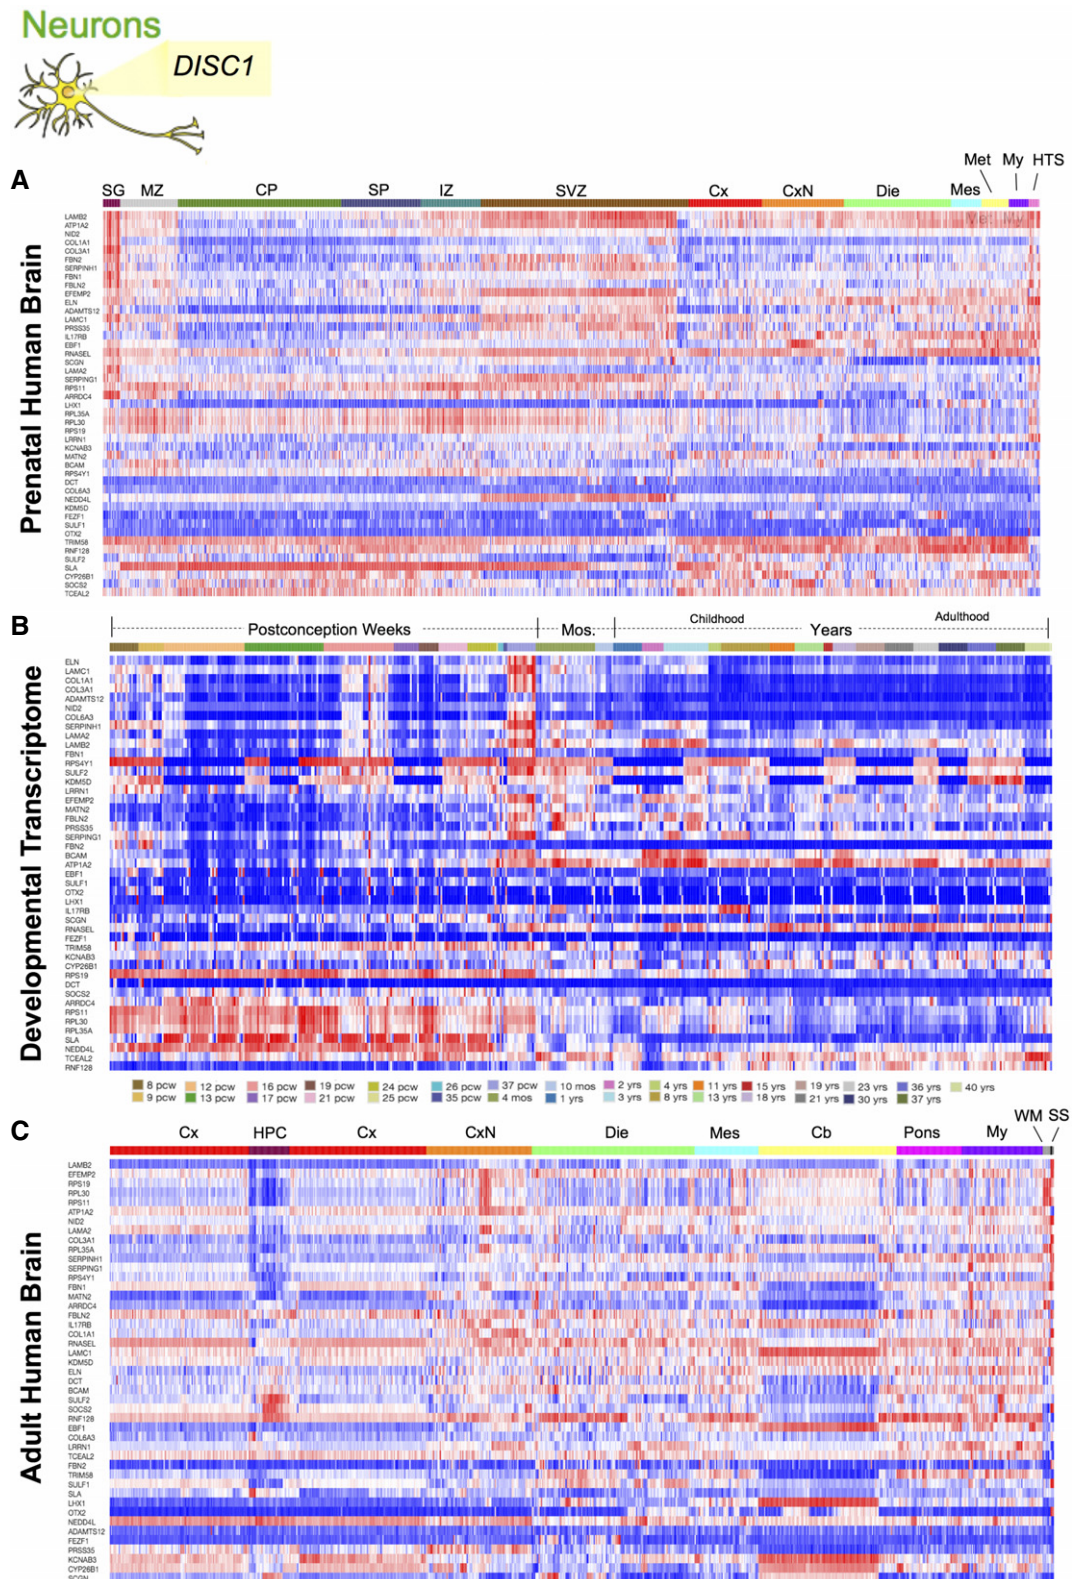 Neurons
DISC1
A
Met My HTS
SG MZ CP SP IZ SVZ Cx CxN Die Mes
Prenatal Human Brain
LAMB2
ATP1A2
NID2
COL1A1
COL3A1
FBN2
SERPINH1
FBN1
FBLN2
EFEMP2
ELN
ADAMTS12
LAMC1
PRSS35
IL17RB
EBF1
RNASEL
SCGN
LAMA2
SERPING1
RPS11
ARRDC4
LHX1
RPL35A
RPL30
RPS19
LRRN1
KCNAB3
MATN2
BCAM
RPS4Y1
DCT
COL6A3
NEDD4L
KDM5D
FEZF1
SULF1
OTX2
TRIM58
RNF128
SULF2
SLA
CYP26B1
SOCS2
TCEAL2
B
Postconception Weeks Mos. Childhood Years Adulthood
Developmental Transcriptome
ELN
LAMC1
COL1A1
COL3A1
ADAMTS12
NID2
COL6A3
SERPINH1
LAMA2
LAMB2
FBN1
RPS4Y1
SULF2
KDM5D
LRRN1
EFEMP2
MATN2
FBLN2
PRSS35
SERPING1
FBN2
BCAM
ATP1A2
EBF1
SULF1
OTX2
LHX1
IL17RB
SCGN
RNASEL
FEZF1
TRIM58
KCNAB3
CYP26B1
RPS19
DCT
SOCS2
ARRDC4
RPS11
RPL30
RPL35A
SLA
NEDD4L
TCEAL2
RNF128
8 pcw 12 pcw 16 pcw 19 pcw 24 pcw 26 pcw 37 pcw 10 mos 2 yrs 4 yrs 11 yrs 15 yrs 19 yrs 23 yrs 36 yrs 40 yrs
9 pcw 13 pcw 17 pcw 21 pcw 25 pcw 35 pcw 4 mos 1 yrs 3 yrs 8 yrs 13 yrs 18 yrs 21 yrs 30 yrs 37 yrs
C
WM SS
Cx HPC Cx CxN Die Mes Cb Pons My
Adult Human Brain
LAMB2
EFEMP2
RPS19
RPL30
RPS11
ATP1A2
NID2
LAMA2
COL3A1
RPL35A
SERPINH1
SERPING1
RPS4Y1
FBN1
MATN2
ARRDC4
FBLN2
IL17RB
COL1A1
RNASEL
LAMC1
KDM5D
ELN
DCT
BCAM
SULF2
SOCS2
RNF128
EBF1
COL6A3
LRRN1
TCEAL2
FBN2
TRIM58
SULF1
SLA
LHX1
OTX2
NEDD4L
ADAMTS12
FEZF1
PRSS35
KCNAB3
CYP26B1
SCGN